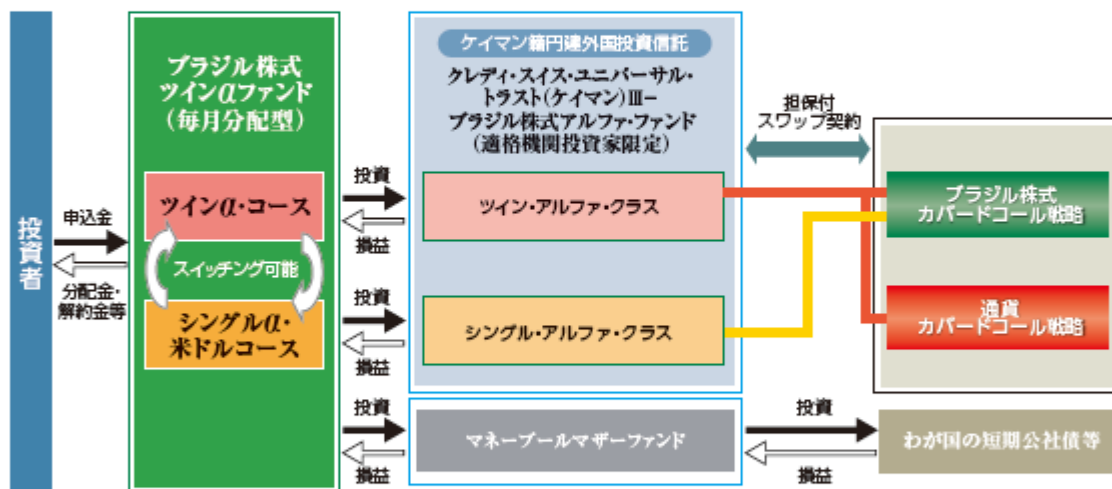 投資者
申込金
分配金・
解約金等
ブラジル株式
ツインαファンド
(毎月分配型)
ツインα・コース
スイッチング可能
シングルα・
米ドルコース
投資
損益
投資
損益
投資
損益
ケイマン籍円建外国投資信託
クレディ・スイス・ユニバーサル・
トラスト(ケイマン)Ⅲ－
ブラジル株式アルファ・ファンド
(適格機関投資家限定)
ツイン・アルファ・クラス
シングル・アルファ・クラス
マネープールマザーファンド
担保付
スワップ契約
投資
損益
ブラジル株式
カバードコール戦略
通貨
カバードコール戦略
わが国の短期公社債等